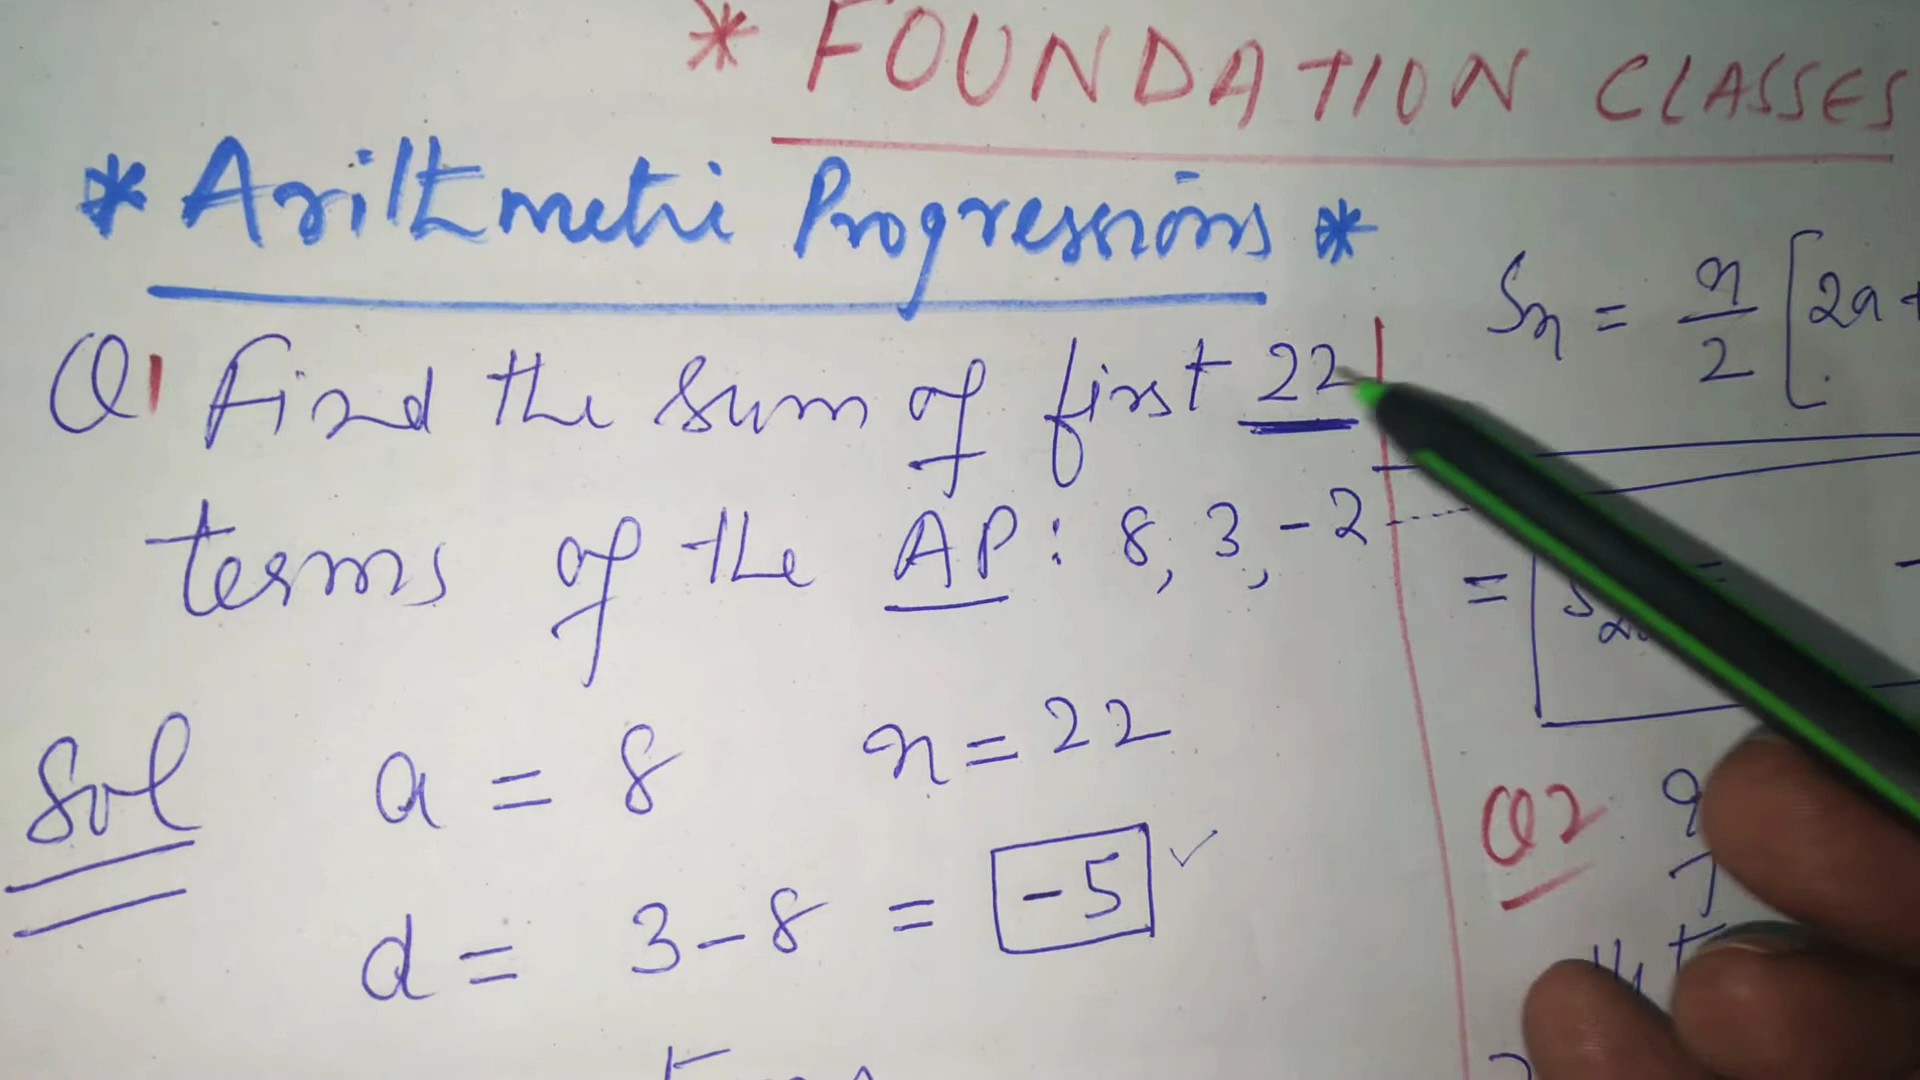 * FOUNDATION CLASSES
* Arithmetic Progressions *
Q1 Find the sum of first 22
terms of the AP : 8, 3, -2 ......
Sol a = 8 n = 22
d = 3-8 = -5 ✓
Sn = n/2 [2a +
=
Q2